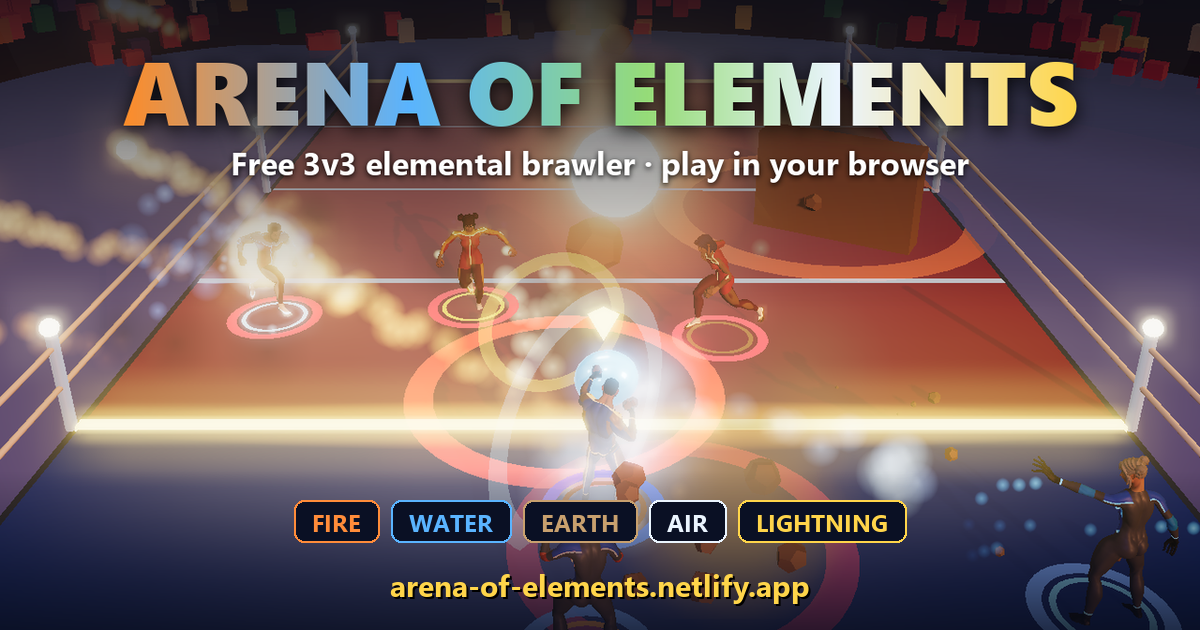 ARENA OF ELEMENTS
Free 3v3 elemental brawler · play in your browser
FIRE WATER EARTH AIR LIGHTNING
arena-of-elements.netlify.app